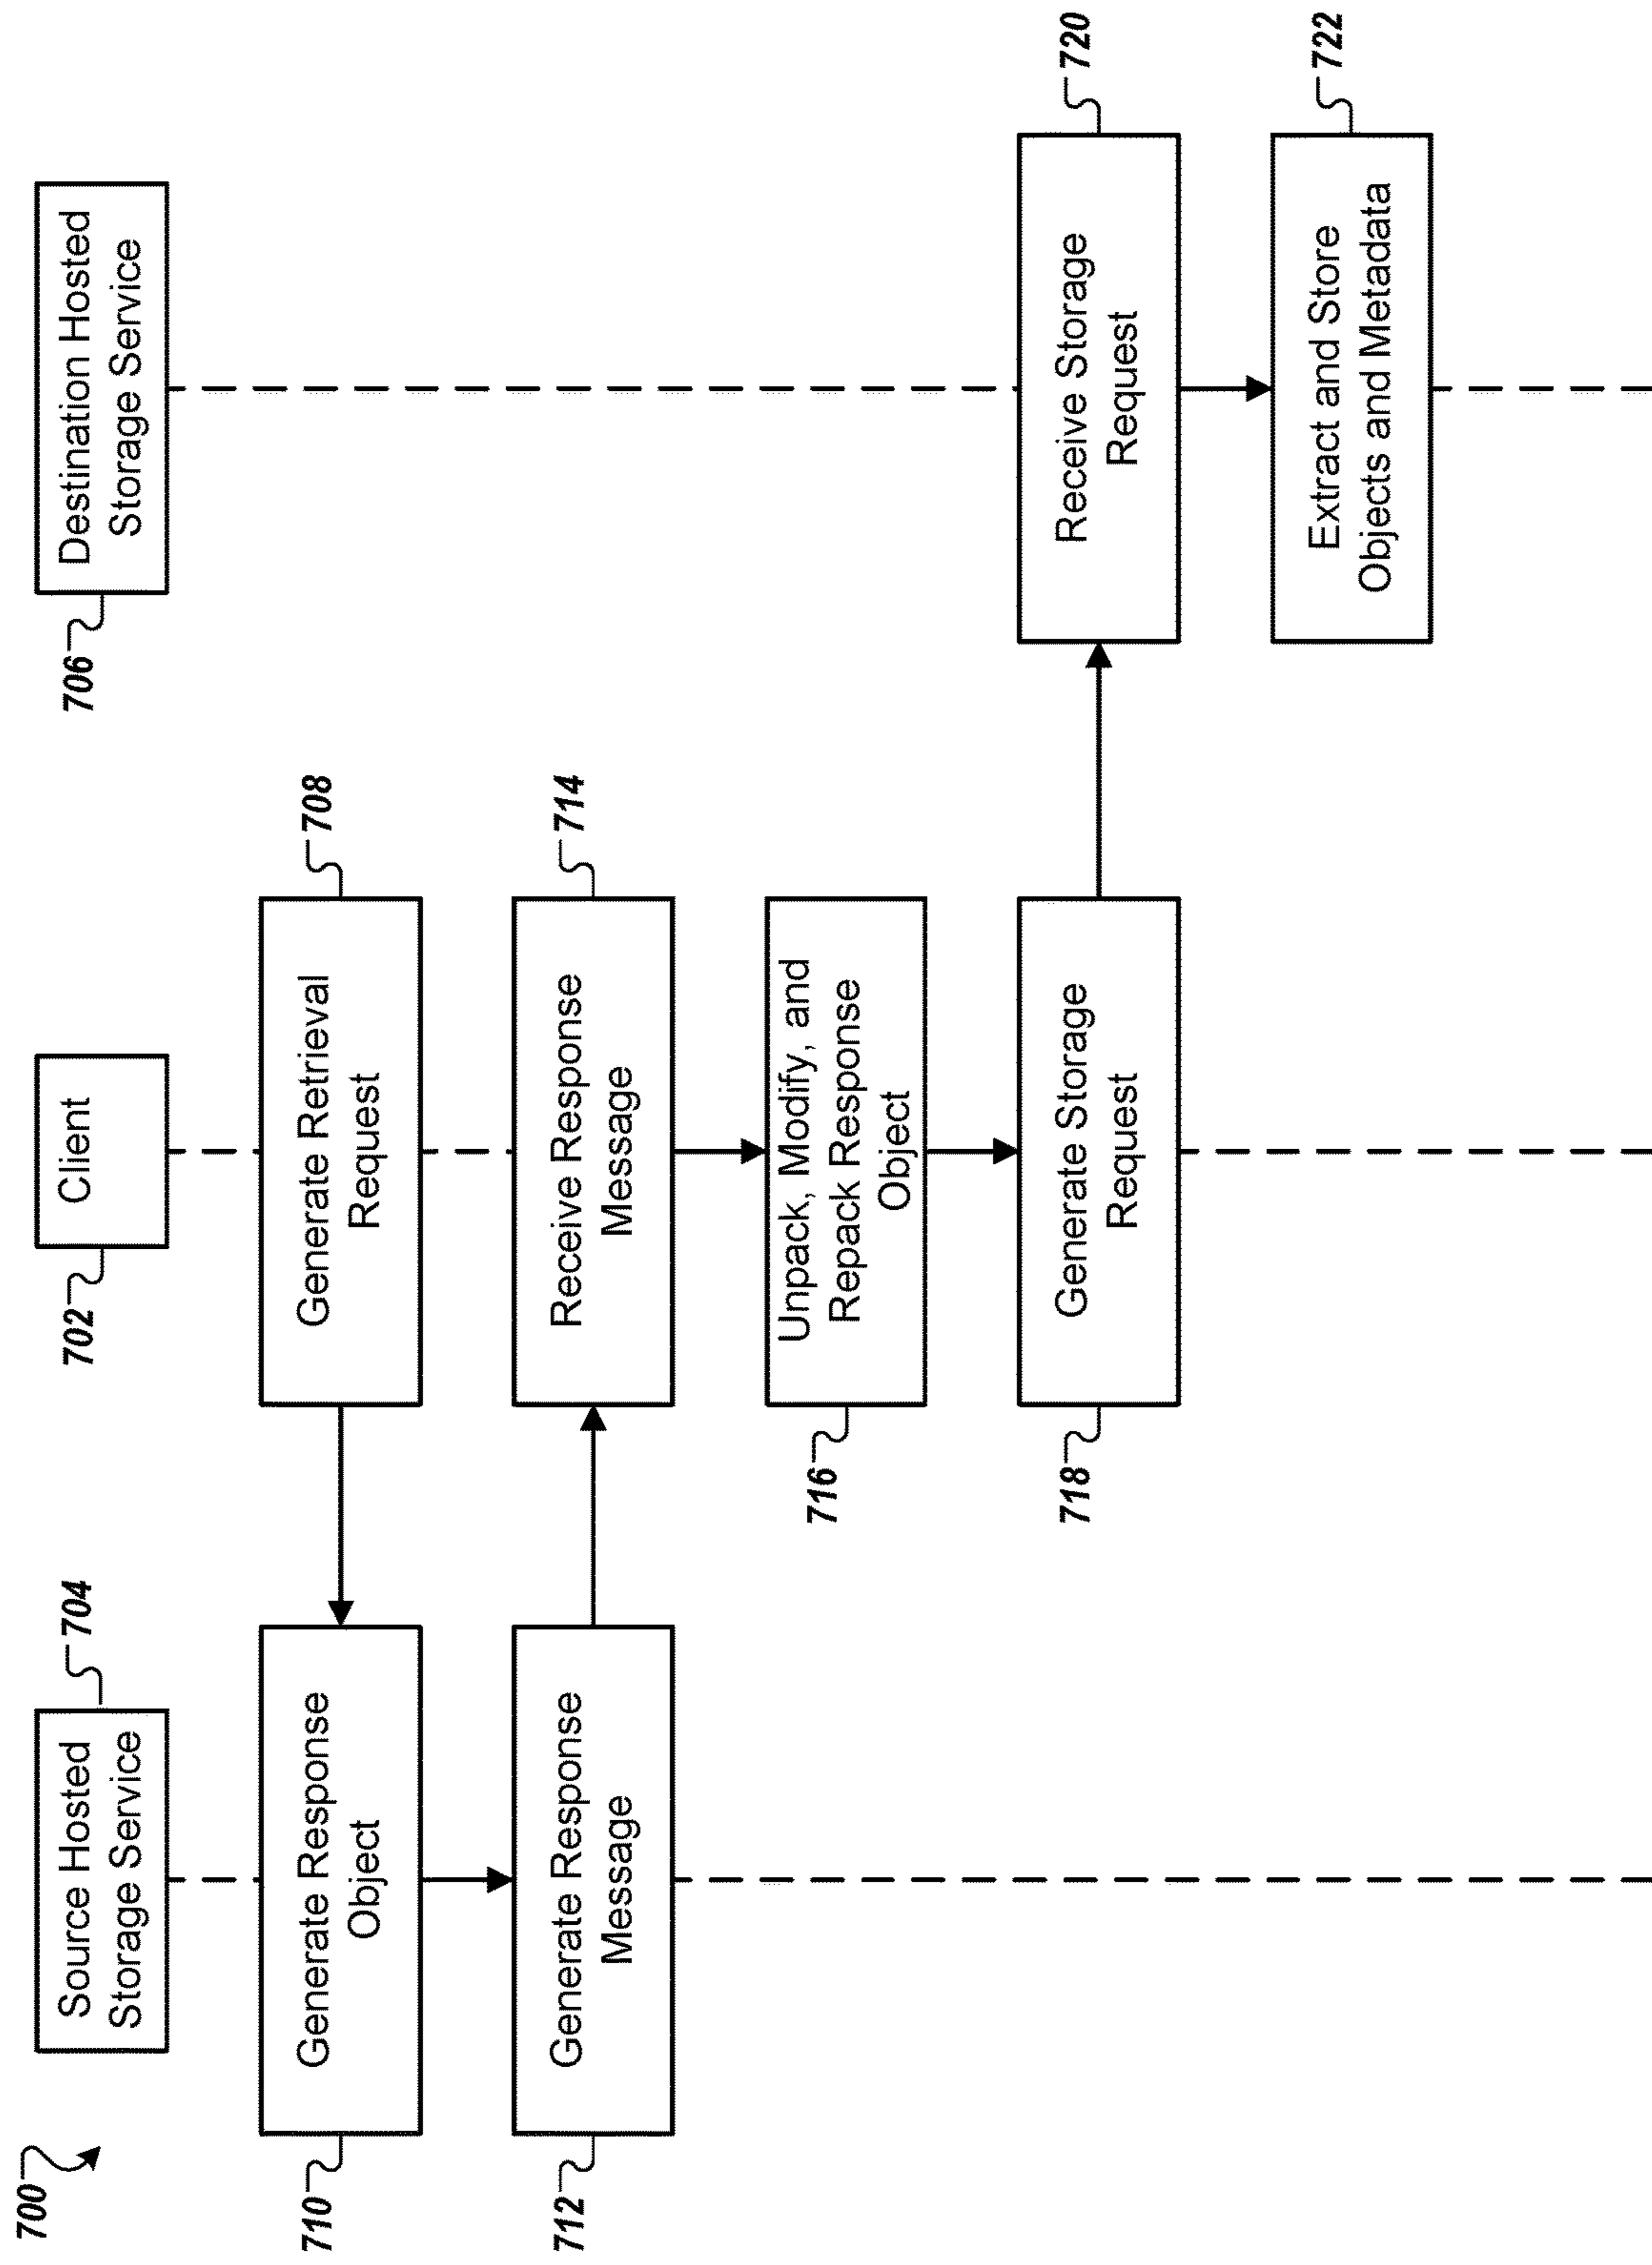 700
Source Hosted
Storage Service
704
702
Client
706
Destination Hosted
Storage Service
710
Generate Response
Object
Generate Retrieval
Request
708
712
Generate Response
Message
Receive Response
Message
714
716
Unpack, Modify, and
Repack Response
Object
718
Generate Storage
Request
Receive Storage
Request
720
Extract and Store
Objects and Metadata
722